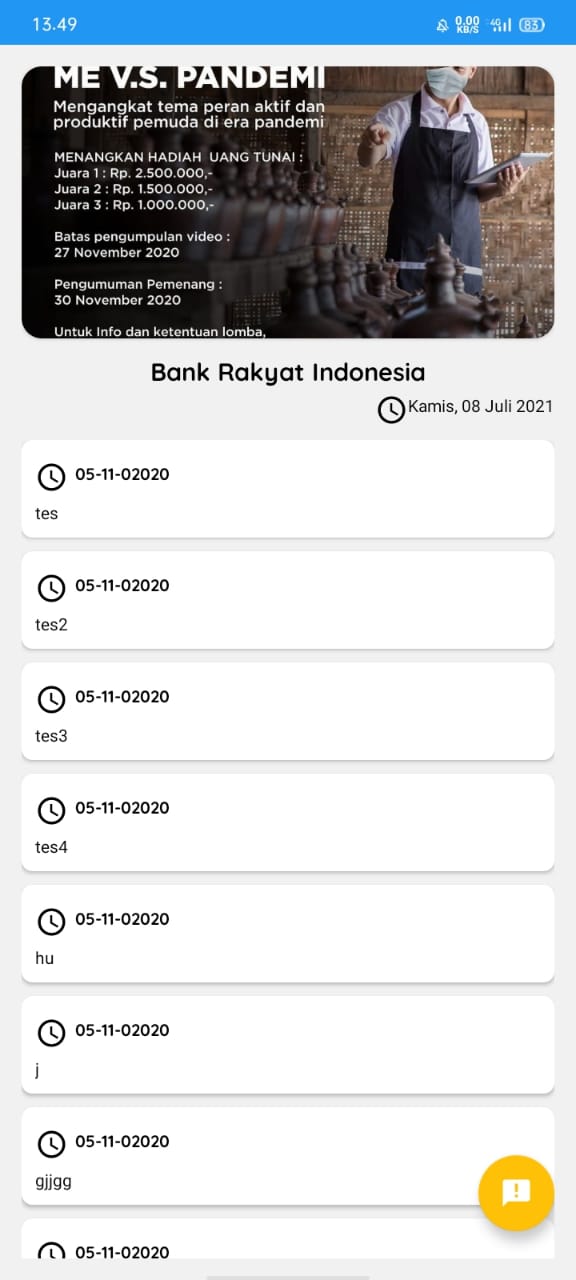 13.49
0.00
KB/S
4G
83
ME V.S. PANDEMI
Mengangkat tema peran aktif dan
produktif pemuda di era pandemi
MENANGKAN HADIAH UANG TUNAI :
Juara 1 : Rp. 2.500.000,-
Juara 2 : Rp. 1.500.000,-
Juara 3 : Rp. 1.000.000,-
Batas pengumpulan video :
27 November 2020
Pengumuman Pemenang :
30 November 2020
Untuk Info dan ketentuan lomba,
Bank Rakyat Indonesia
Kamis, 08 Juli 2021
05-11-02020
tes
05-11-02020
tes2
05-11-02020
tes3
05-11-02020
tes4
05-11-02020
hu
05-11-02020
j
05-11-02020
gjjgg
05-11-02020